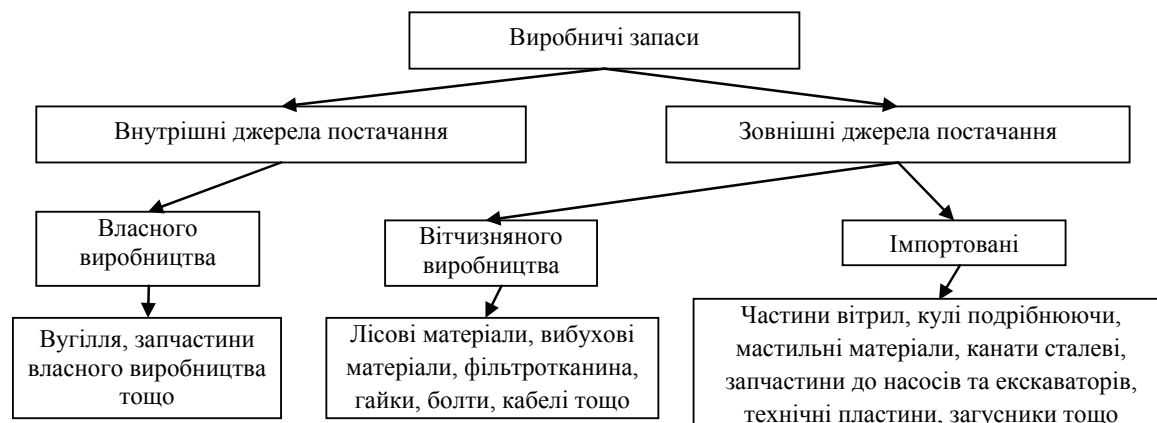 Виробничі запаси
Внутрішні джерела постачання
Зовнішні джерела постачання
Власного
виробництва
Вітчизняного
виробництва
Імпортовані
Вугілля, запчастини
власного виробництва
тощо
Лісові матеріали, вибухові
матеріали, фільтротканина,
гайки, болти, кабелі тощо
Частини вітрил, кулі подрібнюючи,
мастильні матеріали, канати сталеві,
запчастини до насосів та екскаваторів,
технічні пластини, загусники тощо